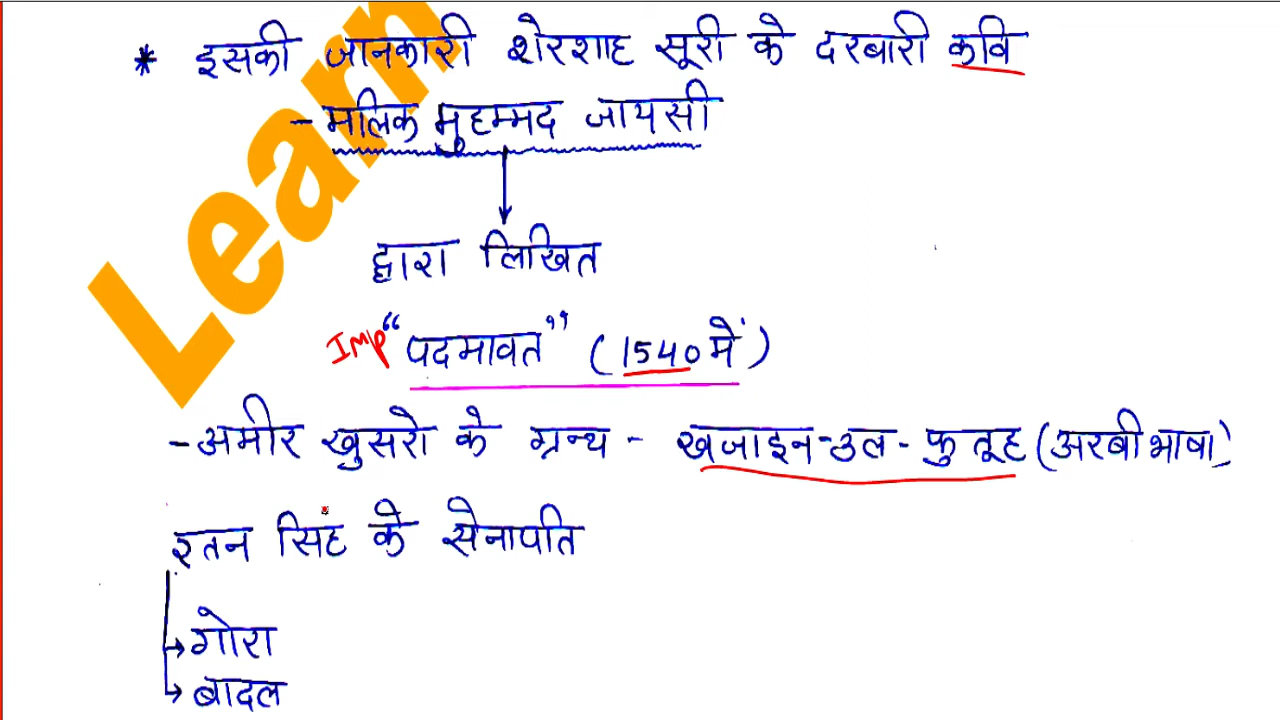 * इसकी जानकारी शेरशाह सूरी के दरबारी कवि
- मलिक मुहम्मद जायसी
द्वारा लिखित
Imp "पदमावत" (1540 में)
- अमीर खुसरो के ग्रन्थ - खजाइन-उल-फुतूह (अरबी भाषा)
रतन सिंह के सेनापति
→ गोरा
→ बादल
Learn